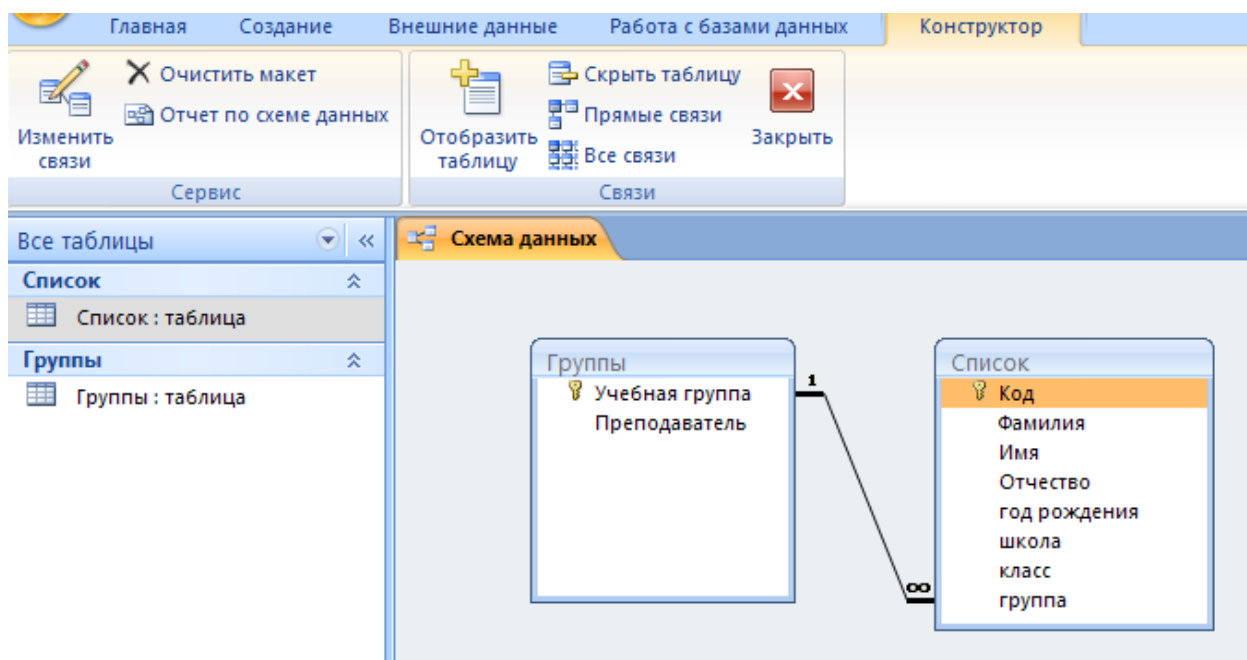 Главная Создание Внешние данные Работа с базами данных Конструктор
Изменить связи
Очистить макет
Отчет по схеме данных
Сервис
Отобразить таблицу
Скрыть таблицу
Прямые связи
Все связи
Закрыть
Связи
Все таблицы
Список
Список : таблица
Группы
Группы : таблица
Схема данных
Группы
Учебная группа
Преподаватель
1
∞
Список
Код
Фамилия
Имя
Отчество
год рождения
школа
класс
группа